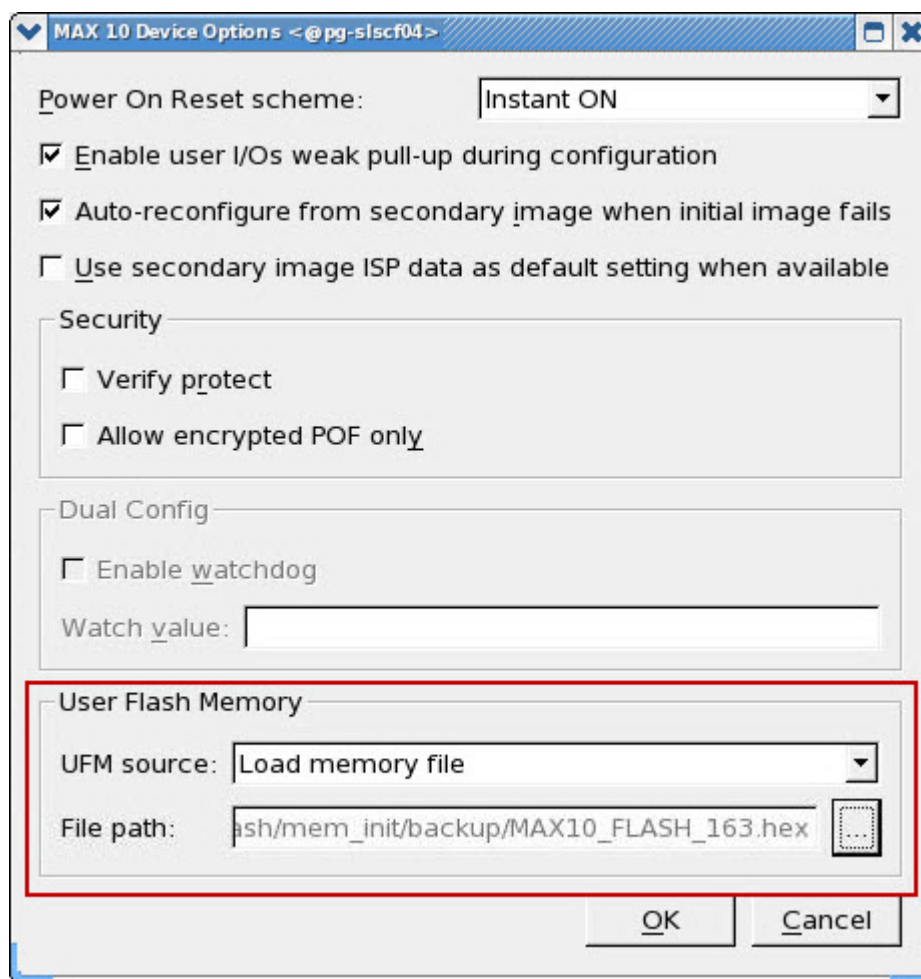 MAX 10 Device Options <@pg-slscf04>
Power On Reset scheme: Instant ON
Enable user I/Os weak pull-up during configuration
Auto-reconfigure from secondary image when initial image fails
Use secondary image ISP data as default setting when available
Security
Verify protect
Allow encrypted POF only
Dual Config
Enable watchdog
Watch value:
User Flash Memory
UFM source: Load memory file
File path: ash/mem_init/backup/MAX10_FLASH_163.hex ...
OK Cancel